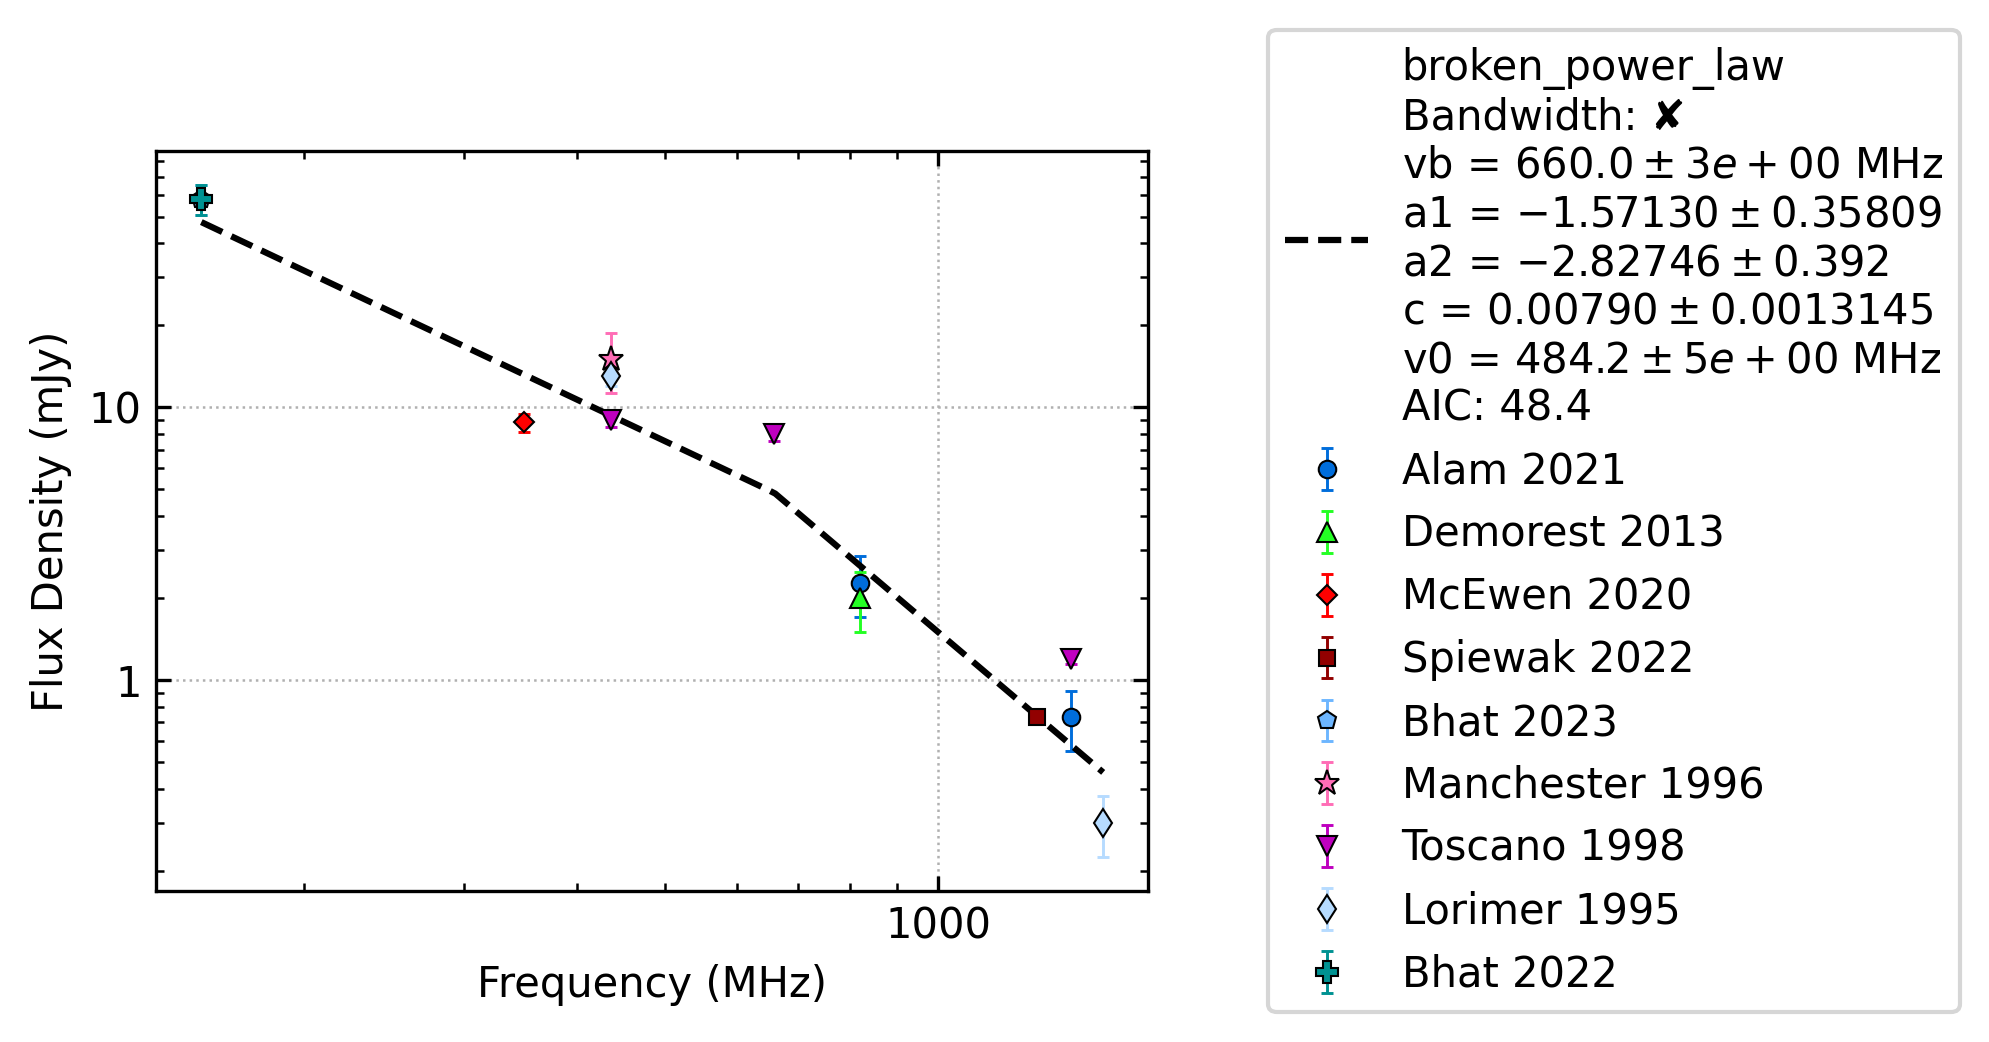 broken_power_law
Bandwidth: ✘
vb = 660.0 ± 3e + 00 MHz
a1 = −1.57130 ± 0.35809
a2 = −2.82746 ± 0.392
c = 0.00790 ± 0.0013145
v0 = 484.2 ± 5e + 00 MHz
AIC: 48.4
Alam 2021
Demorest 2013
McEwen 2020
Spiewak 2022
Bhat 2023
Manchester 1996
Toscano 1998
Lorimer 1995
Bhat 2022
Flux Density (mJy)
10
1
1000
Frequency (MHz)